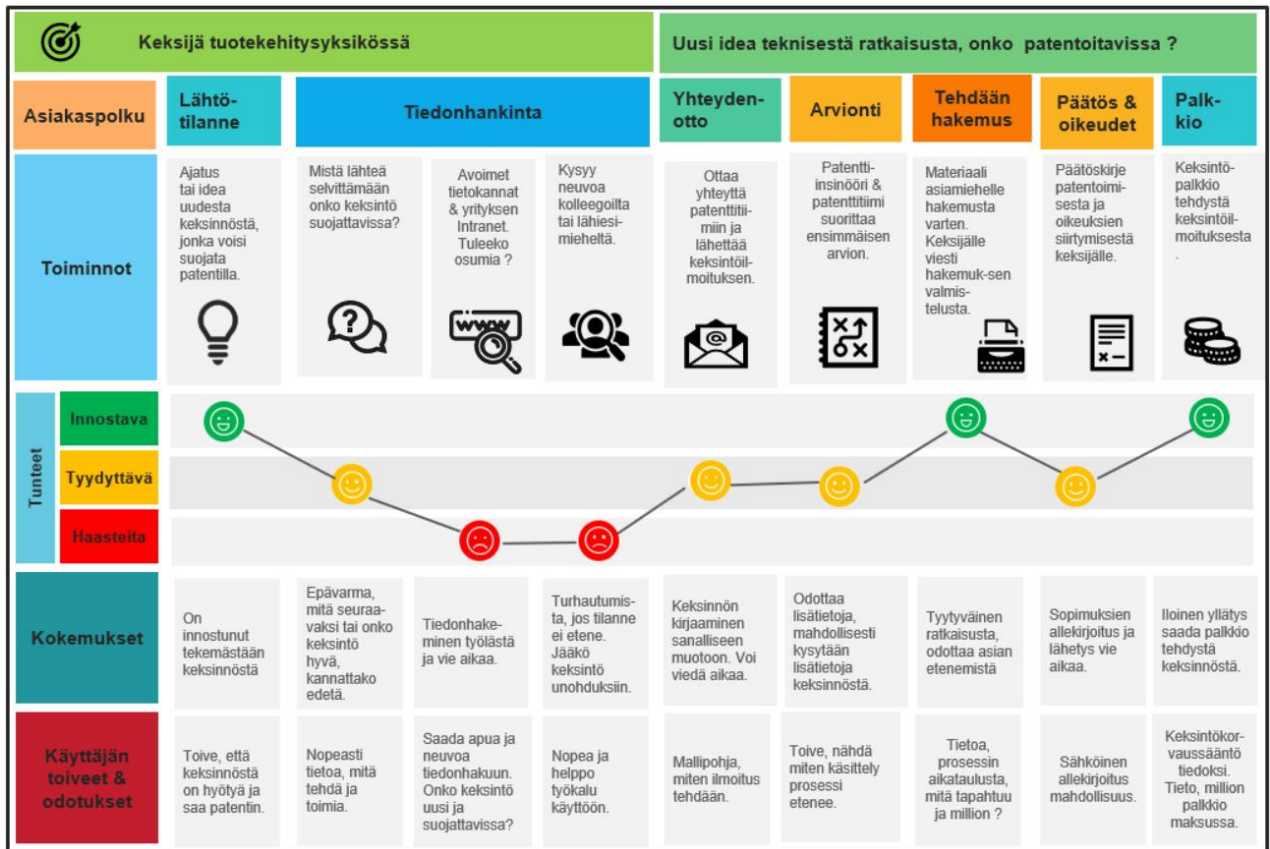 Keksijä tuotekehitysyksikössä
Uusi idea teknisestä ratkaisusta, onko patentoitavissa ?
Asiakaspolku
Lähtö-
tilanne
Tiedonhankinta
Yhteyden-
otto
Arvionti
Tehdään
hakemus
Päätös &
oikeudet
Palk-
kio
Toiminnot
Ajatus
tai idea
uudesta
keksinnöstä,
jonka voisi
suojata
patentilla.
Mistä lähteä
selvittämään
onko keksintö
suojattavissa?
Avoimet
tietokannat
& yrityksen
Intranet.
Tuleeko
osumia ?
Kysyy
neuvoa
kolleegoilta
tai lähiesi-
mieheltä.
Ottaa
yhteyttä
patenttitii-
miin ja
lähettää
keksintöil-
moituksen.
Patentti-
insinööri &
patenttitiimi
suorittaa
ensimmäisen
arvion.
Materiaali
asiamiehelle
hakemusta
varten.
Keksijälle
viesti
hakemuk-sen
valmis-
telusta.
Päätöskirje
patentoimi-
sesta ja
oikeuksien
siirtymisestä
keksijälle.
Keksintö-
palkkio
tehdystä
keksintöil-
moituksesta
.
www
Tunteet
Innostava
Tyydyttävä
Haasteita
Kokemukset
On
innostunut
tekemästään
keksinnöstä
Epävarma,
mitä seuraa-
vaksi tai onko
keksintö
hyvä,
kannattako
edetä.
Tiedonhake-
minen työlästä
ja vie aikaa.
Turhautumis-
ta, jos tilanne
ei etene.
Jääkö
keksintö
unohduksiin.
Keksinnön
kirjaaminen
sanalliseen
muotoon. Voi
viedä aikaa.
Odottaa
lisätietoja,
mahdollisesti
kysytään
lisätietoja
keksinnöstä.
Tyytyväinen
ratkaisusta,
odottaa asian
etenemistä
Sopimuksien
allekirjoitus ja
lähetys vie
aikaa.
Iloinen yllätys
saada palkkio
tehdystä
keksinnöstä.
Käyttäjän
toiveet &
odotukset
Toive, että
keksinnöstä
on hyötyä ja
saa patentin.
Nopeasti
tietoa, mitä
tehdä ja
toimia.
Saada apua ja
neuvoa
tiedonhakuun.
Onko keksintö
uusi ja
suojattavissa?
Nopea ja
helppo
työkalu
käyttöön.
Mallipohja,
miten ilmoitus
tehdään.
Toive, nähdä
miten käsittely
prosessi
etenee.
Tietoa,
prosessin
aikataulusta,
mitä tapahtuu
ja million ?
Sähköinen
allekirjoitus
mahdollisuus.
Keksintökor-
vaussääntö
tiedoksi.
Tieto, million
palkkio
maksussa.